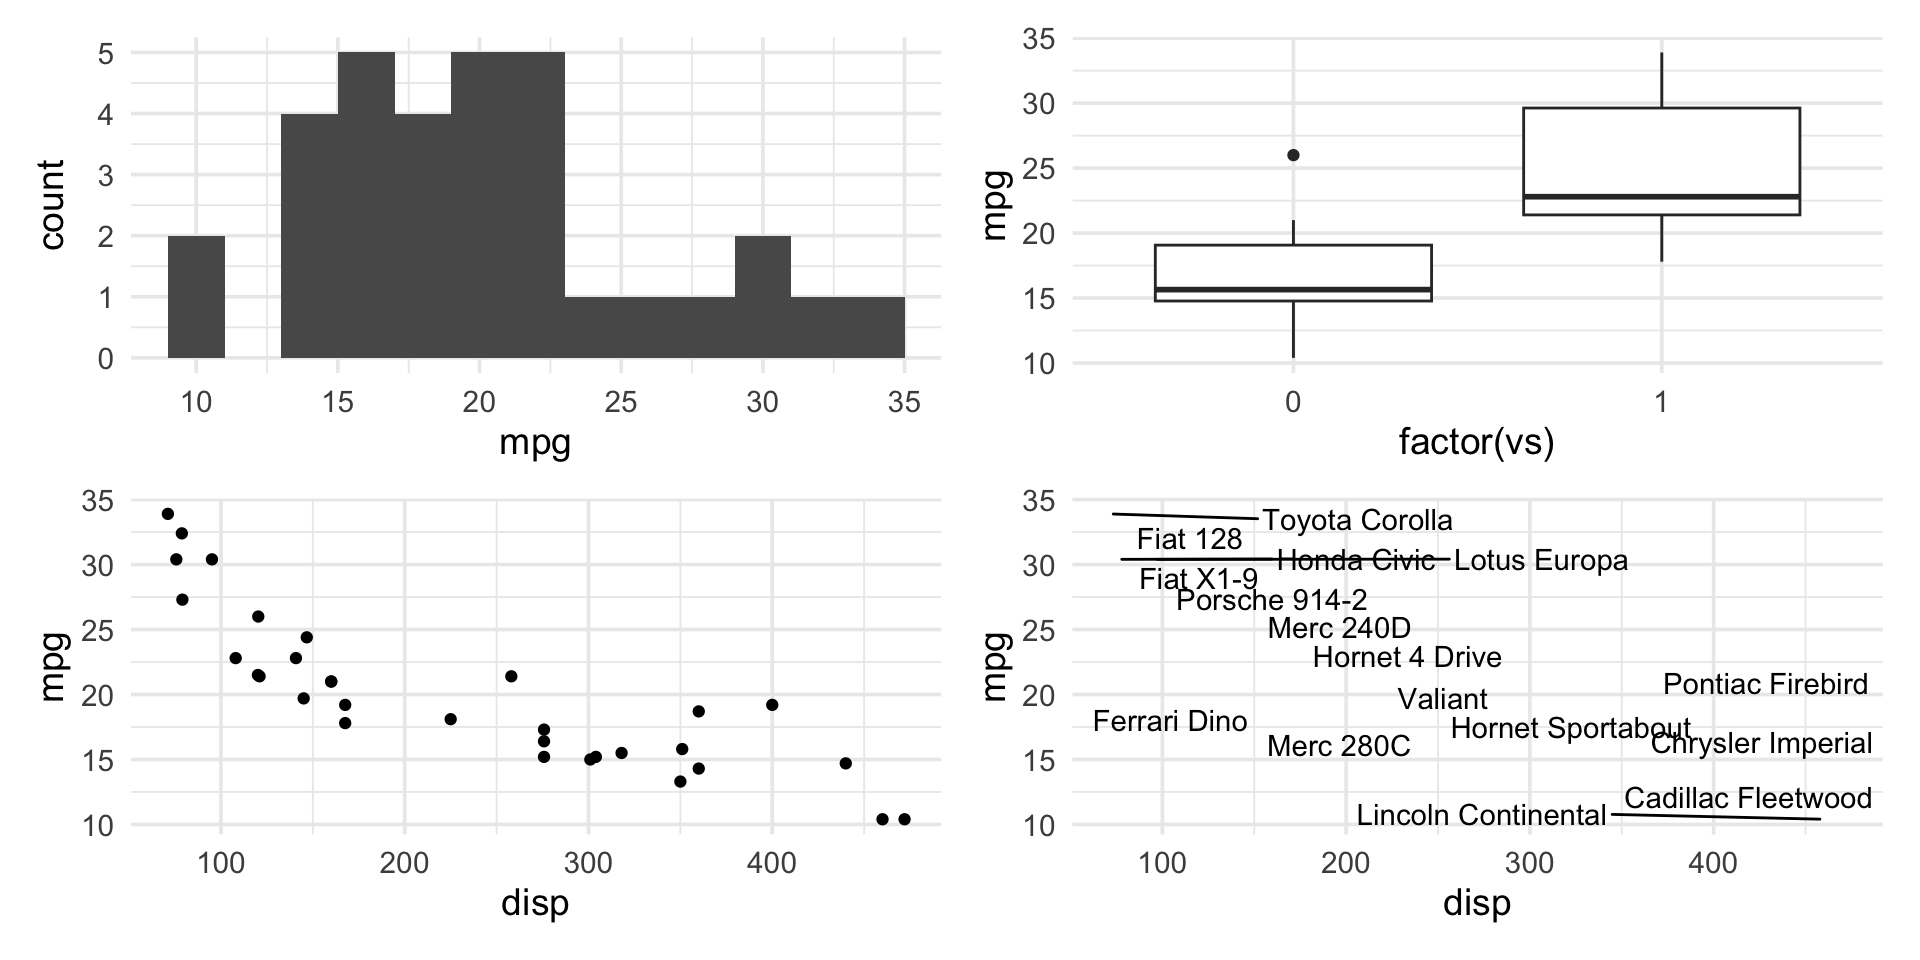 5
4
3
2
1
0
count
10 15 20 25 30 35
mpg
35
30
25
20
15
10
mpg
0 1
factor(vs)
35
30
25
20
15
10
mpg
100 200 300 400
disp
35
30
25
20
15
10
mpg
Toyota Corolla
Fiat 128
Honda Civic Lotus Europa
Fiat X1-9
Porsche 914-2
Merc 240D
Hornet 4 Drive
Pontiac Firebird
Valiant
Ferrari Dino
Hornet Sportabout
Chrysler Imperial
Merc 280C
Cadillac Fleetwood
Lincoln Continental
100 200 300 400
disp